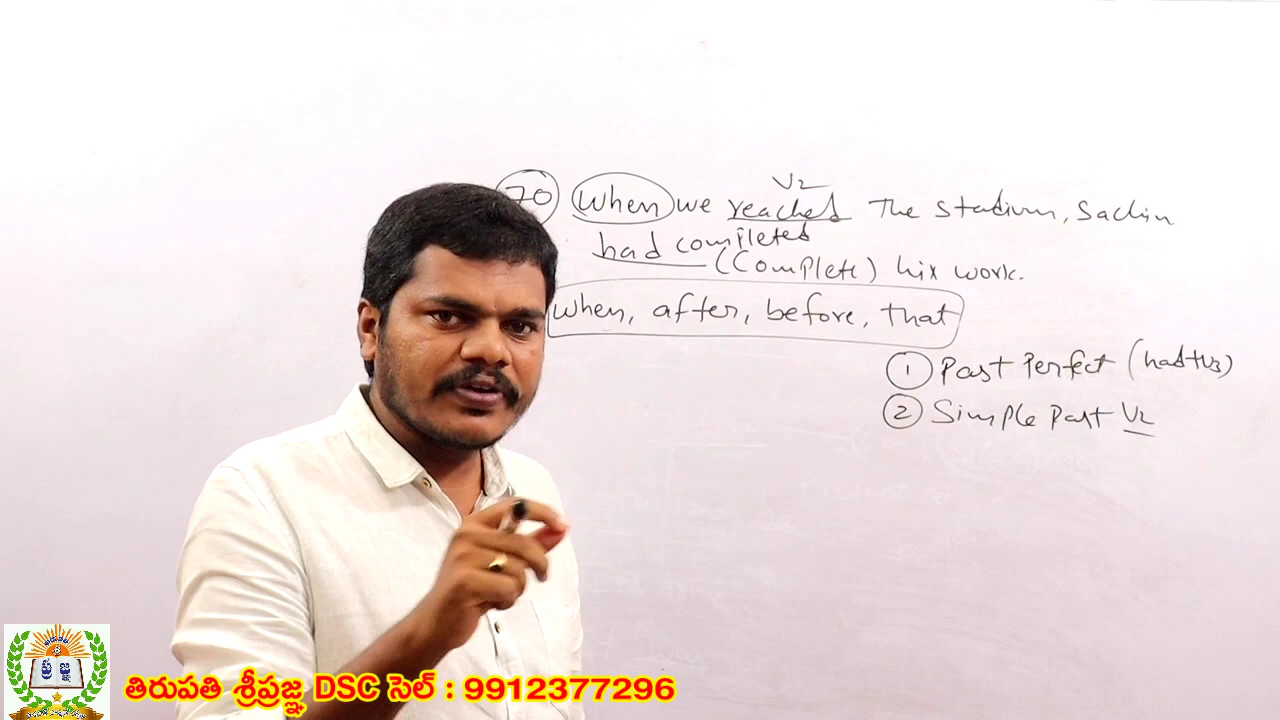 70 When we reached The Stadium, Sachin
V2
had completed
(Complete) his work.
when, after, before, that
1 Past Perfect (had+V3)
2 Simple Past V2
తిరుపతి శ్రీప్రజ్ఞ DSC సెల్ : 9912377296